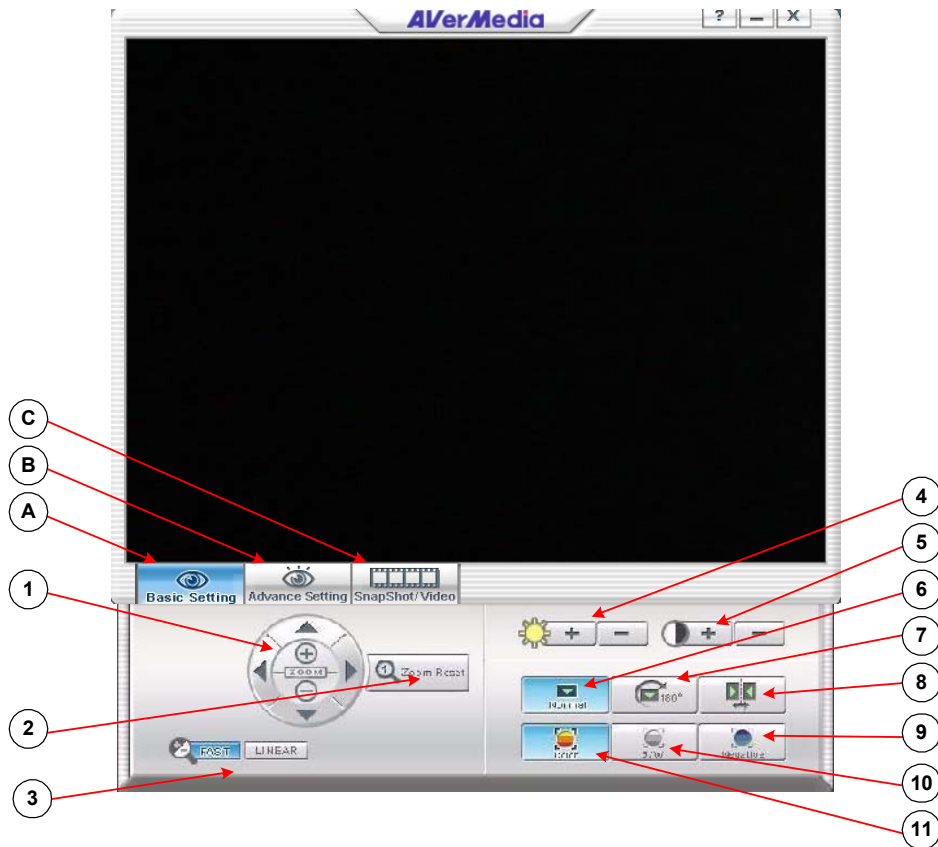 AVerMedia
? – X
C
B
A
4
5
6
7
8
9
10
11
1
2
3
Basic Setting
Advance Setting
SnapShot/Video
+ − + −
ZOOM
1 Zoom Reset
Normal
180°
FAST
LINEAR
B/W
Negative